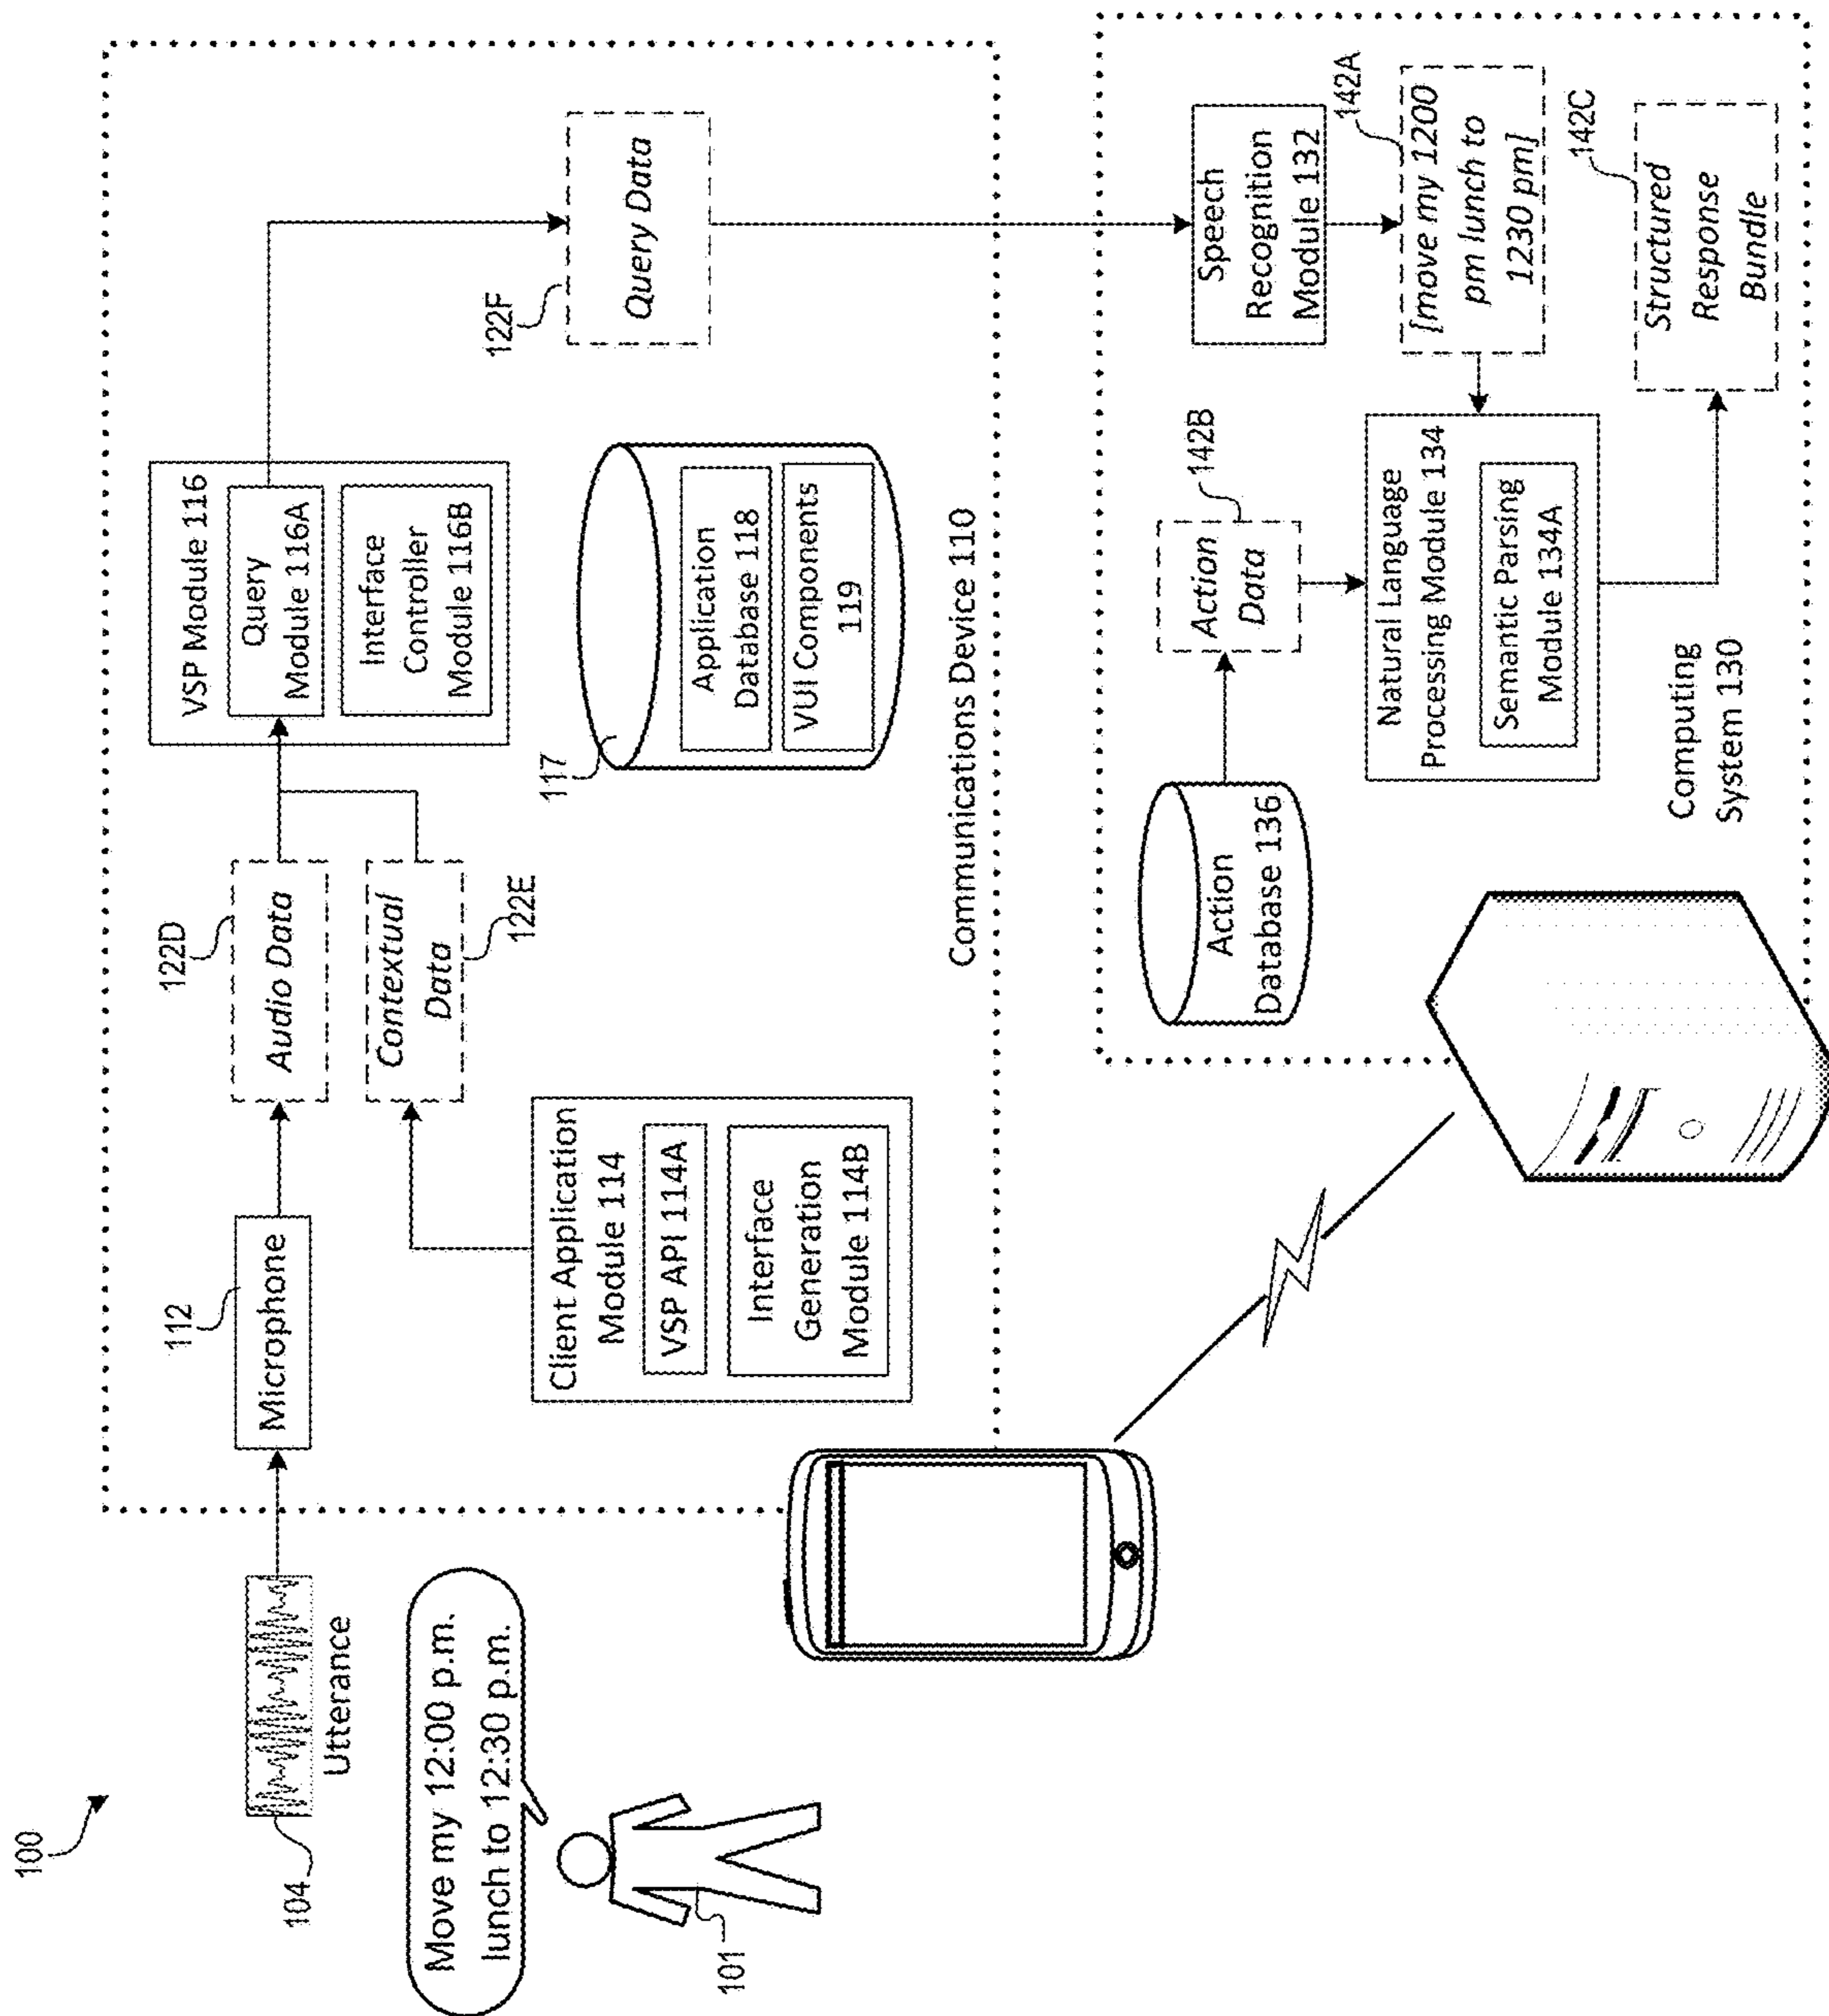 100
104
Utterance
Move my 12:00 p.m.
lunch to 12:30 p.m.
101
112
Microphone
122D
Audio Data
Contextual
Data
122E
Client Application
Module 114
VSP API 114A
Interface
Generation
Module 114B
VSP Module 116
Query
Module 116A
Interface
Controller
Module 116B
117
Application
Database 118
VUI Components
119
122F
Query Data
Communications Device 110
Speech
Recognition
Module 132
142A
[move my 1200
pm lunch to
1230 pm]
Action
Database 136
Action
Data
142B
Natural Language
Processing Module 134
Semantic Parsing
Module 134A
142C
Structured
Response
Bundle
Computing
System 130